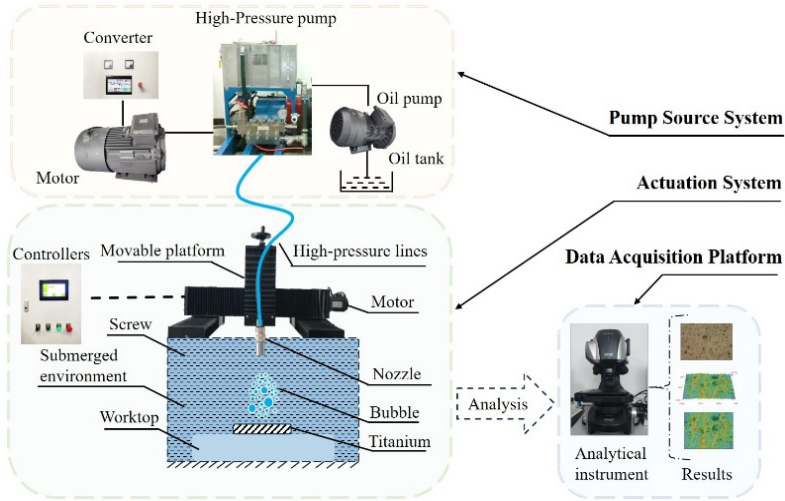 High-Pressure pump
Converter
Oil pump
Oil tank
Motor
Pump Source System
Actuation System
Data Acquisition Platform
Controllers
Movable platform
High-pressure lines
Motor
Screw
Submerged
environment
Nozzle
Bubble
Worktop
Titanium
Analysis
Analytical
instrument
Results